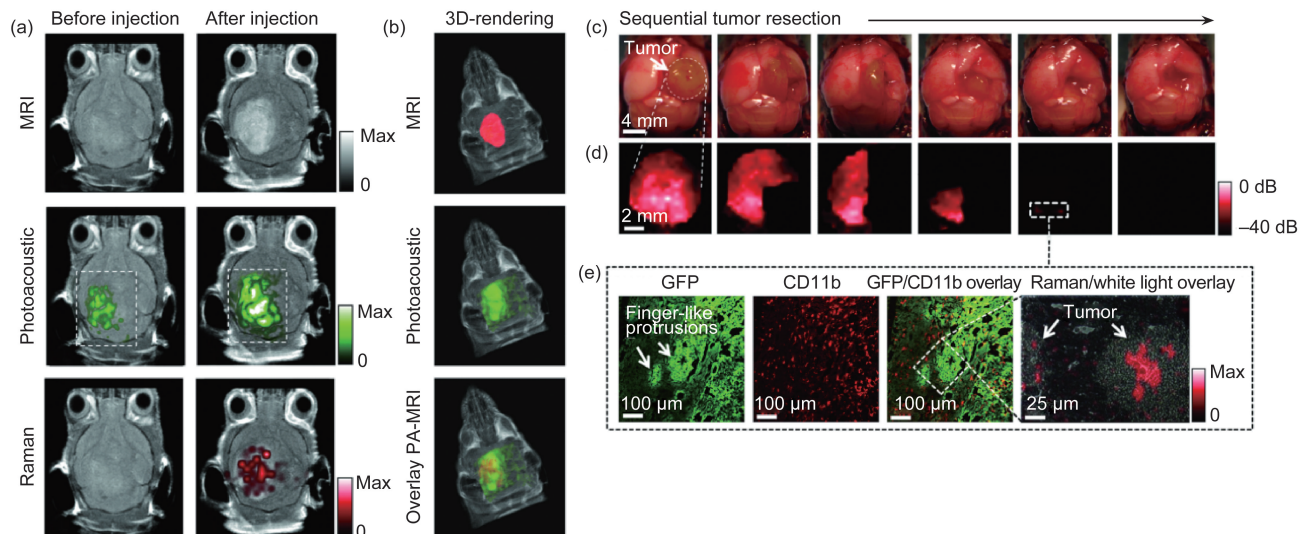 (a)
Before injection
After injection
MRI
Max
0
Photoacoustic
Max
0
Raman
Max
0
(b)
3D-rendering
MRI
Photoacoustic
Overlay PA-MRI
Sequential tumor resection
(c)
Tumor
4 mm
(d)
2 mm
0 dB
–40 dB
(e)
GFP
CD11b
GFP/CD11b overlay
Raman/white light overlay
Finger-like
protrusions
Tumor
100 μm
100 μm
100 μm
25 μm
Max
0